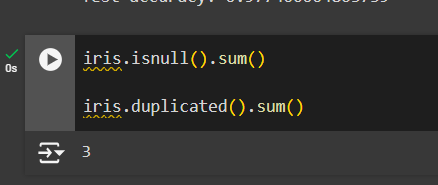 0s
iris.isnull().sum()
iris.duplicated().sum()
3